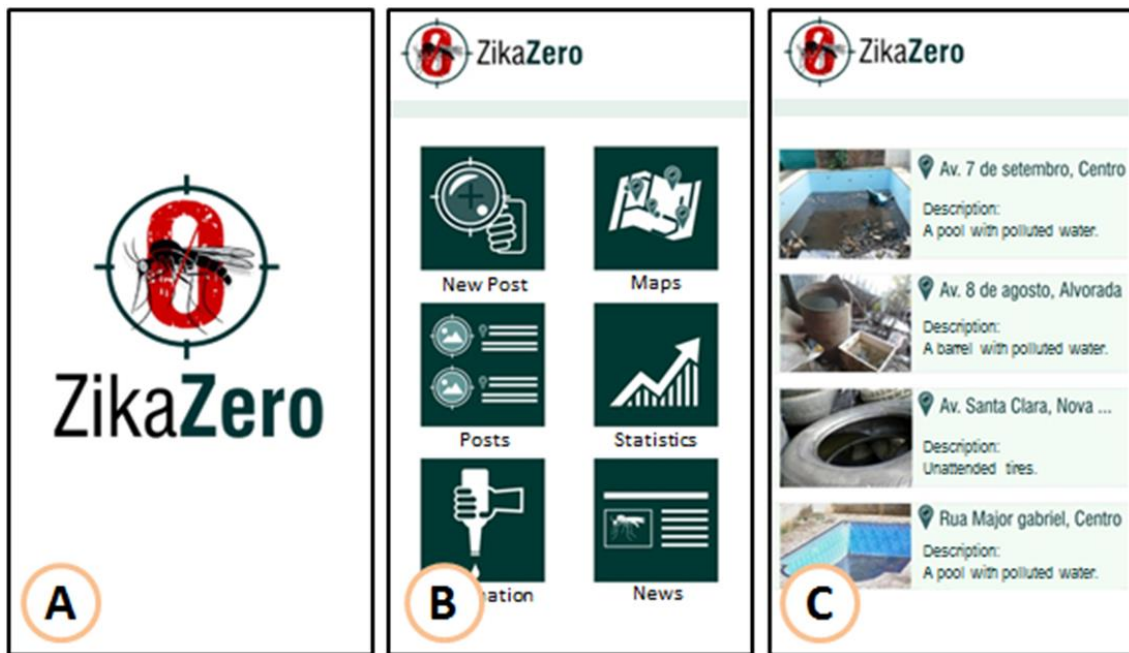 ZikaZero
A
ZikaZero
New Post
Maps
Posts
Statistics
News
B
ZikaZero
Av. 7 de setembro, Centro
Description:
A pool with polluted water.
Av. 8 de agosto, Alvorada
Description:
A barrel with polluted water.
Av. Santa Clara, Nova ...
Description:
Unattended tires.
Rua Major gabriel, Centro
Description:
A pool with polluted water.
C